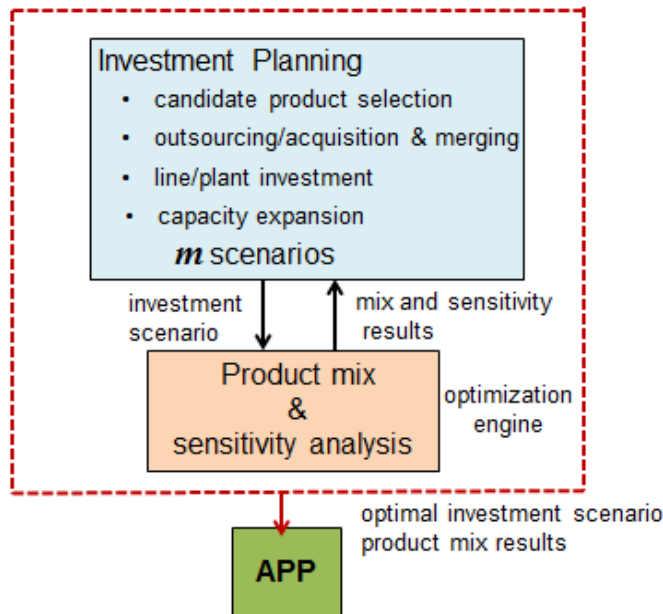 Investment Planning
• candidate product selection
• outsourcing/acquisition & merging
• line/plant investment
• capacity expansion
m scenarios
investment
scenario
mix and sensitivity
results
Product mix
&
sensitivity analysis
optimization
engine
optimal investment scenario
product mix results
APP